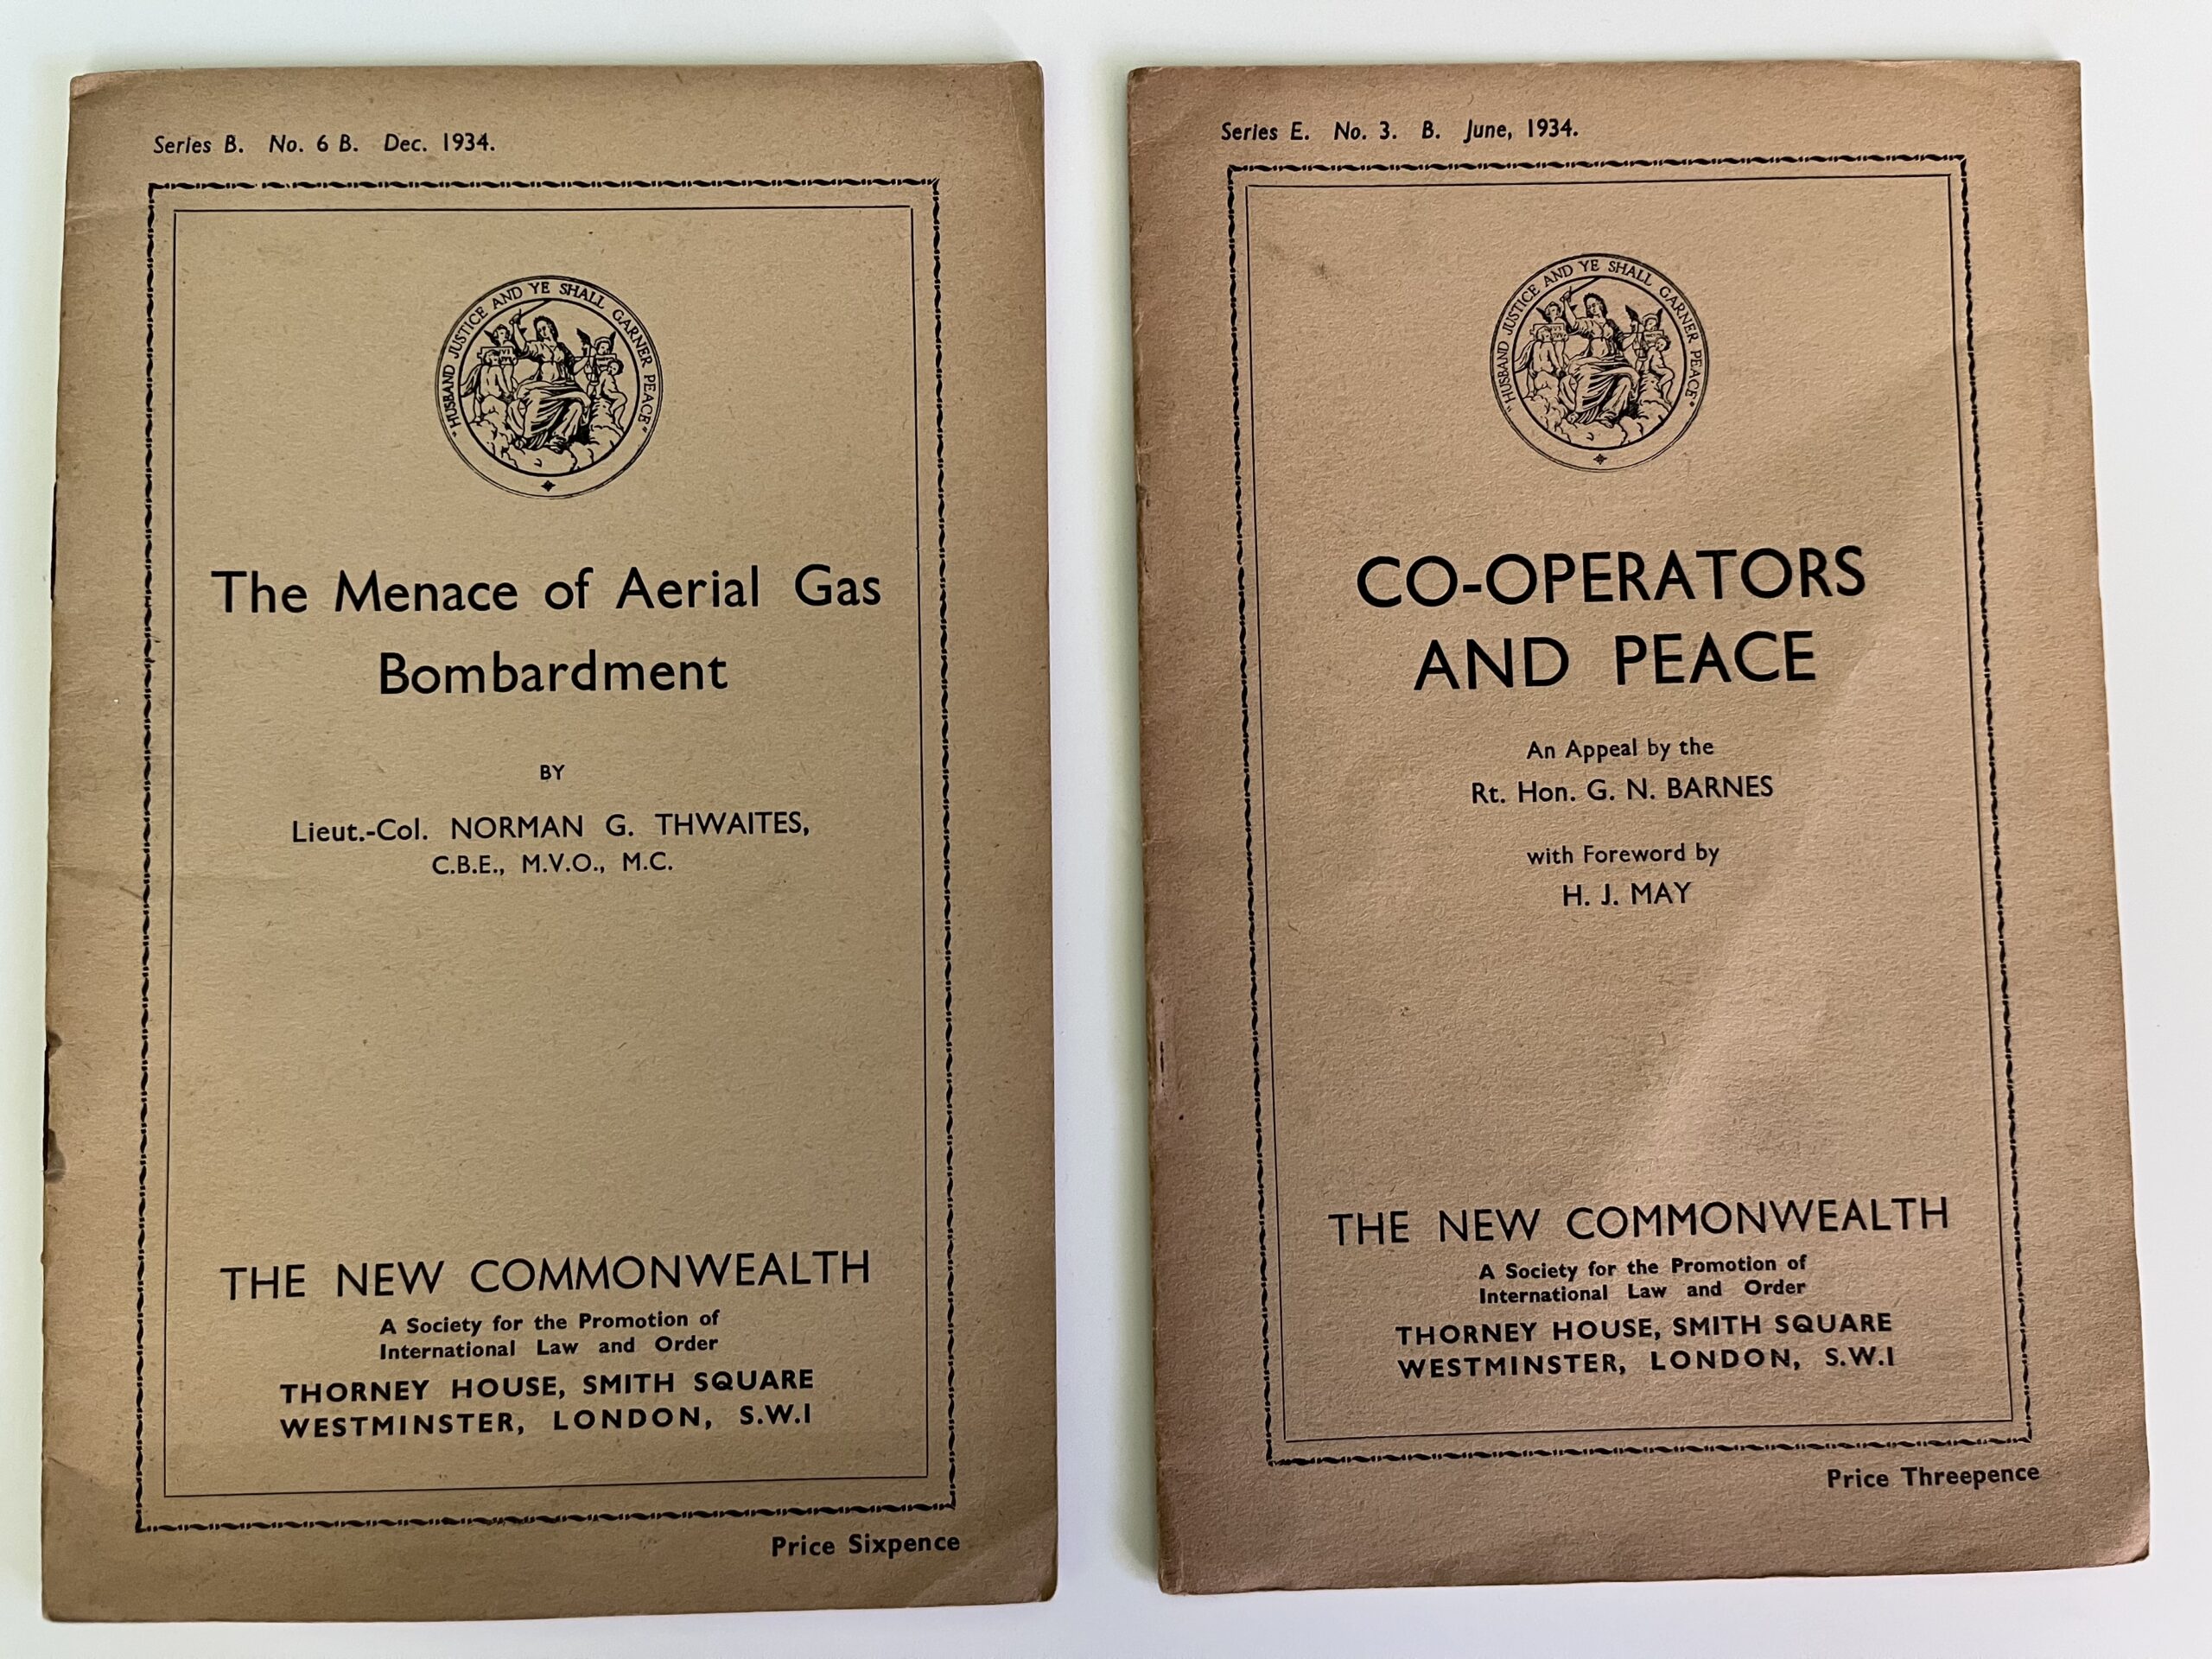 Series B. No. 6 B. Dec. 1934.
"HUSBAND JUSTICE AND YE SHALL GARNER PEACE"
The Menace of Aerial Gas
Bombardment
BY
Lieut.-Col. NORMAN G. THWAITES,
C.B.E., M.V.O., M.C.
THE NEW COMMONWEALTH
A Society for the Promotion of
International Law and Order
THORNEY HOUSE, SMITH SQUARE
WESTMINSTER, LONDON, S.W.1
Price Sixpence
Series E. No. 3. B. June, 1934.
"HUSBAND JUSTICE AND YE SHALL GARNER PEACE"
CO-OPERATORS
AND PEACE
An Appeal by the
Rt. Hon. G. N. BARNES
with Foreword by
H. J. MAY
THE NEW COMMONWEALTH
A Society for the Promotion of
International Law and Order
THORNEY HOUSE, SMITH SQUARE
WESTMINSTER, LONDON, S.W.1
Price Threepence